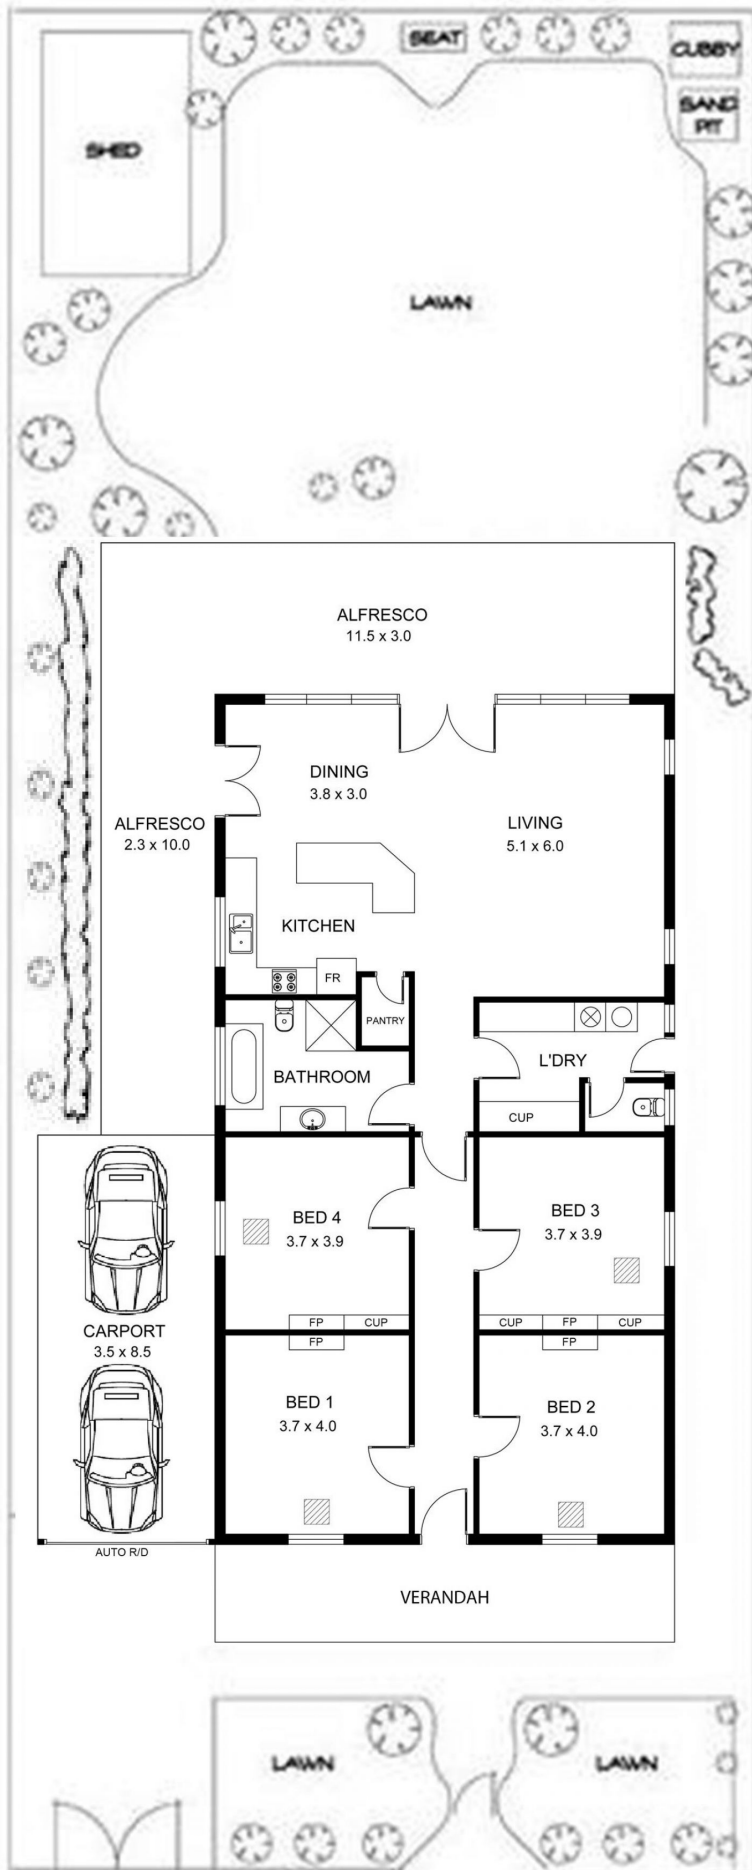 SEAT
CUBBY
SAND
PIT
SHED
LAWN
ALFRESCO
11.5 x 3.0
DINING
3.8 x 3.0
ALFRESCO
2.3 x 10.0
LIVING
5.1 x 6.0
KITCHEN
FR
PANTRY
L'DRY
BATHROOM
CUP
BED 4
3.7 x 3.9
BED 3
3.7 x 3.9
FP CUP
CUP FP CUP
CARPORT
3.5 x 8.5
FP
FP
BED 1
3.7 x 4.0
BED 2
3.7 x 4.0
AUTO R/D
VERANDAH
LAWN
LAWN